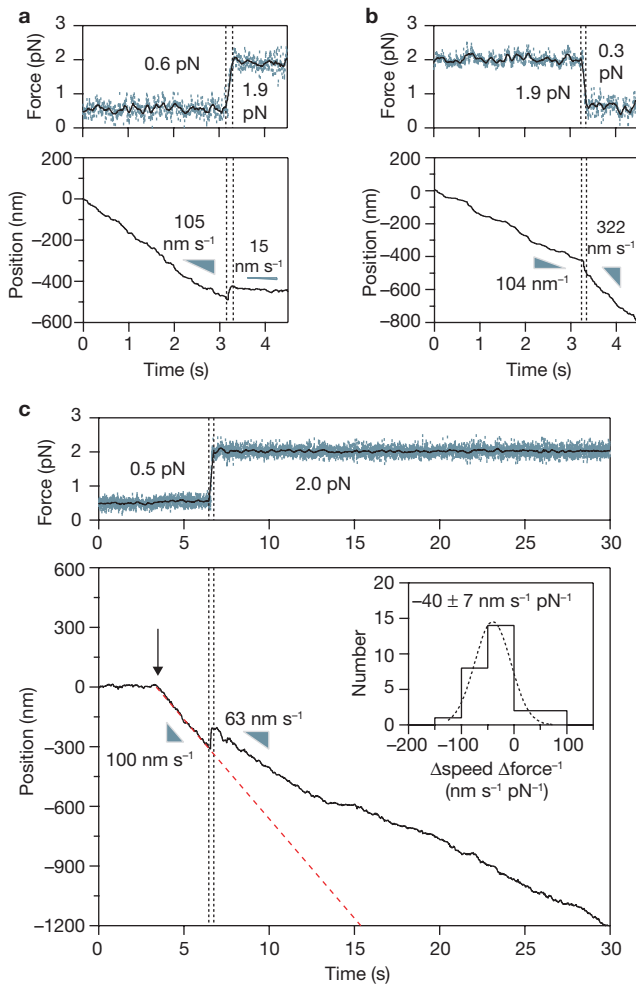 a
Force (pN)
3
2
1
0
0.6 pN
1.9
pN
Position (nm)
200
0
−200
−400
−600
105
nm s⁻¹
15
nm s⁻¹
0 1 2 3 4
Time (s)
b
Force (pN)
3
2
1
0
1.9 pN
0.3
pN
Position (nm)
200
0
−200
−400
−600
−800
104 nm⁻¹
322
nm s⁻¹
0 1 2 3 4
Time (s)
c
Force (pN)
3
2
1
0
0.5 pN
2.0 pN
0 5 10 15 20 25 30
Position (nm)
600
300
0
−300
−600
−900
−1200
100 nm s⁻¹
63 nm s⁻¹
Number
20
15
10
5
0
−40 ± 7 nm s⁻¹ pN⁻¹
−200 −100 0 100
Δspeed Δforce⁻¹
(nm s⁻¹ pN⁻¹)
0 5 10 15 20 25 30
Time (s)